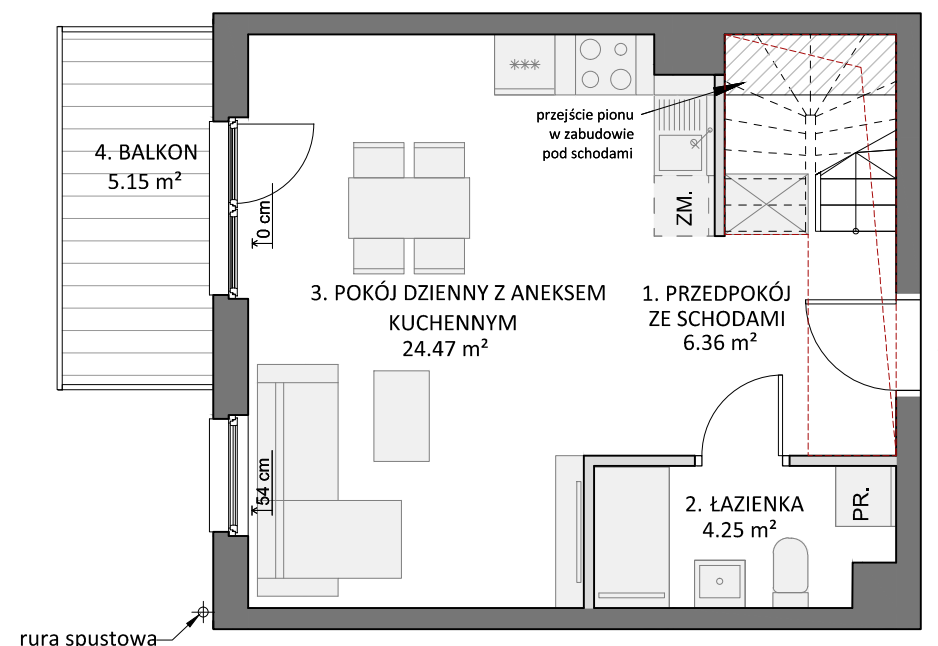 ***
przejście pionu
w zabudowie
pod schodami
4. BALKON
5.15 m²
ZM.
0 cm
3. POKÓJ DZIENNY Z ANEKSEM
KUCHENNYM
24.47 m²
1. PRZEDPOKÓJ
ZE SCHODAMI
6.36 m²
54 cm
2. ŁAZIENKA
4.25 m²
PR.
rura spustowa